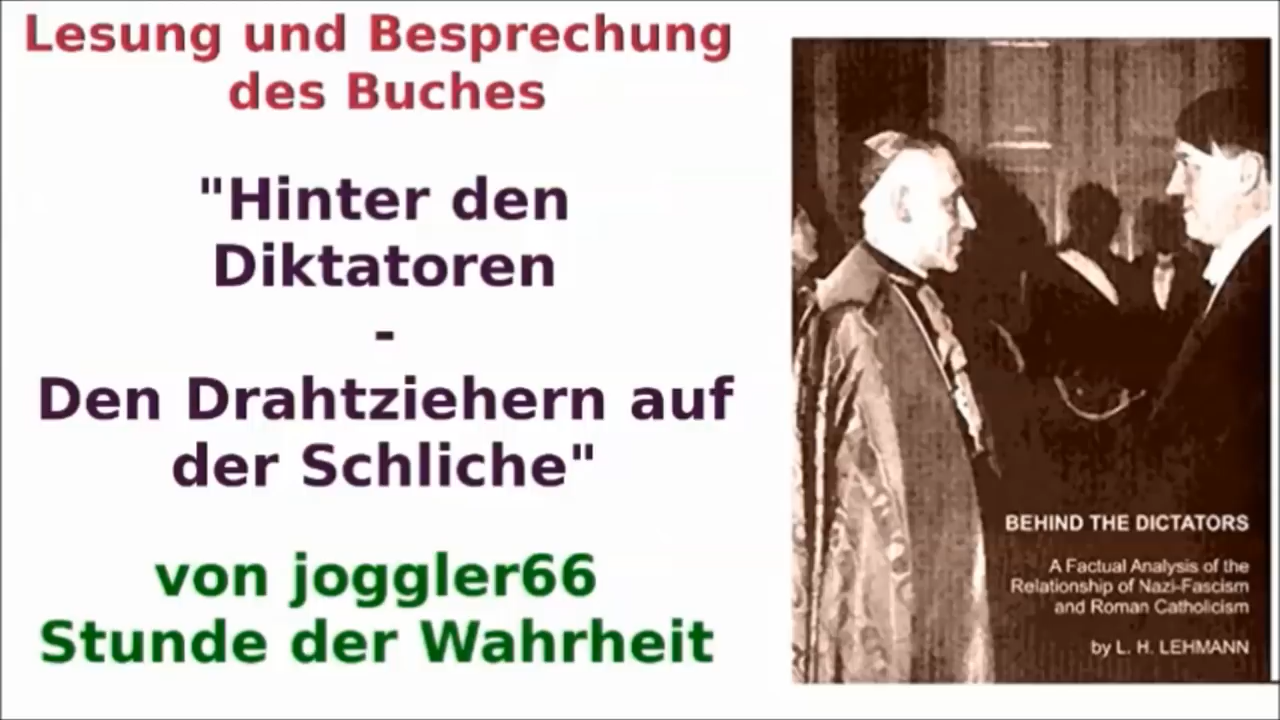 Lesung und Besprechung
des Buches
"Hinter den
Diktatoren
-
Den Drahtziehern auf
der Schliche"
von joggler66
Stunde der Wahrheit
BEHIND THE DICTATORS
A Factual Analysis of the
Relationship of Nazi-Fascism
and Roman Catholicism
by L. H. LEHMANN